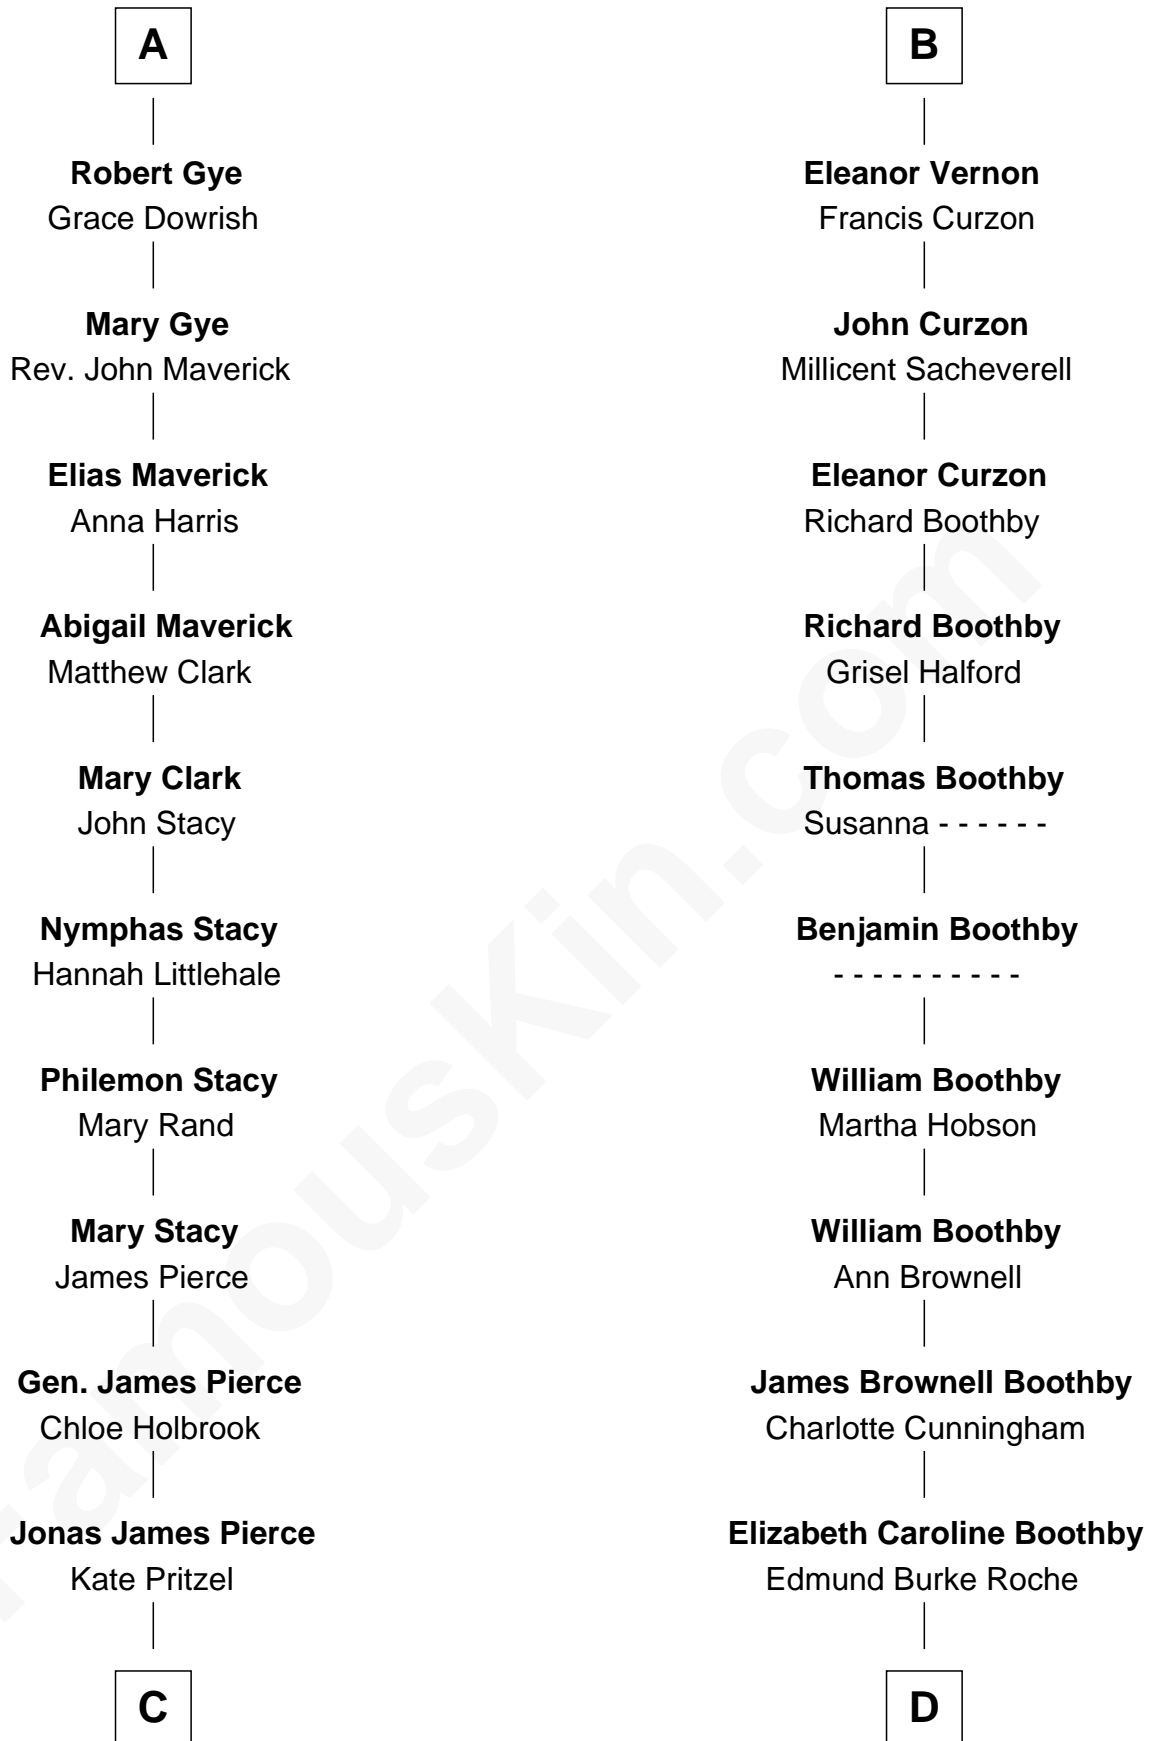 A
Robert Gye
Grace Dowrish
Mary Gye
Rev. John Maverick
Elias Maverick
Anna Harris
Abigail Maverick
Matthew Clark
Mary Clark
John Stacy
Nymphas Stacy
Hannah Littlehale
Philemon Stacy
Mary Rand
Mary Stacy
James Pierce
Gen. James Pierce
Chloe Holbrook
Jonas James Pierce
Kate Pritzel
C
B
Eleanor Vernon
Francis Curzon
John Curzon
Millicent Sacheverell
Eleanor Curzon
Richard Boothby
Richard Boothby
Grisel Halford
Thomas Boothby
Susanna - - - - - -
Benjamin Boothby
- - - - - - - - - -
William Boothby
Martha Hobson
William Boothby
Ann Brownell
James Brownell Boothby
Charlotte Cunningham
Elizabeth Caroline Boothby
Edmund Burke Roche
D
FamousKin.com